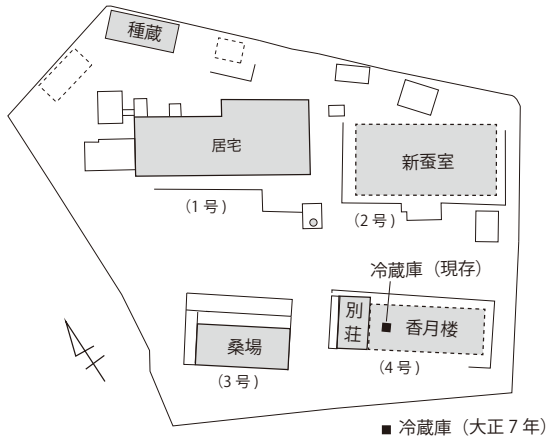 種蔵
居宅
新蚕室
(1 号 )
(2 号 )
冷蔵庫（現存）
別荘
香月楼
桑場
(3 号 )
(4 号 )
■ 冷蔵庫（大正 7 年）